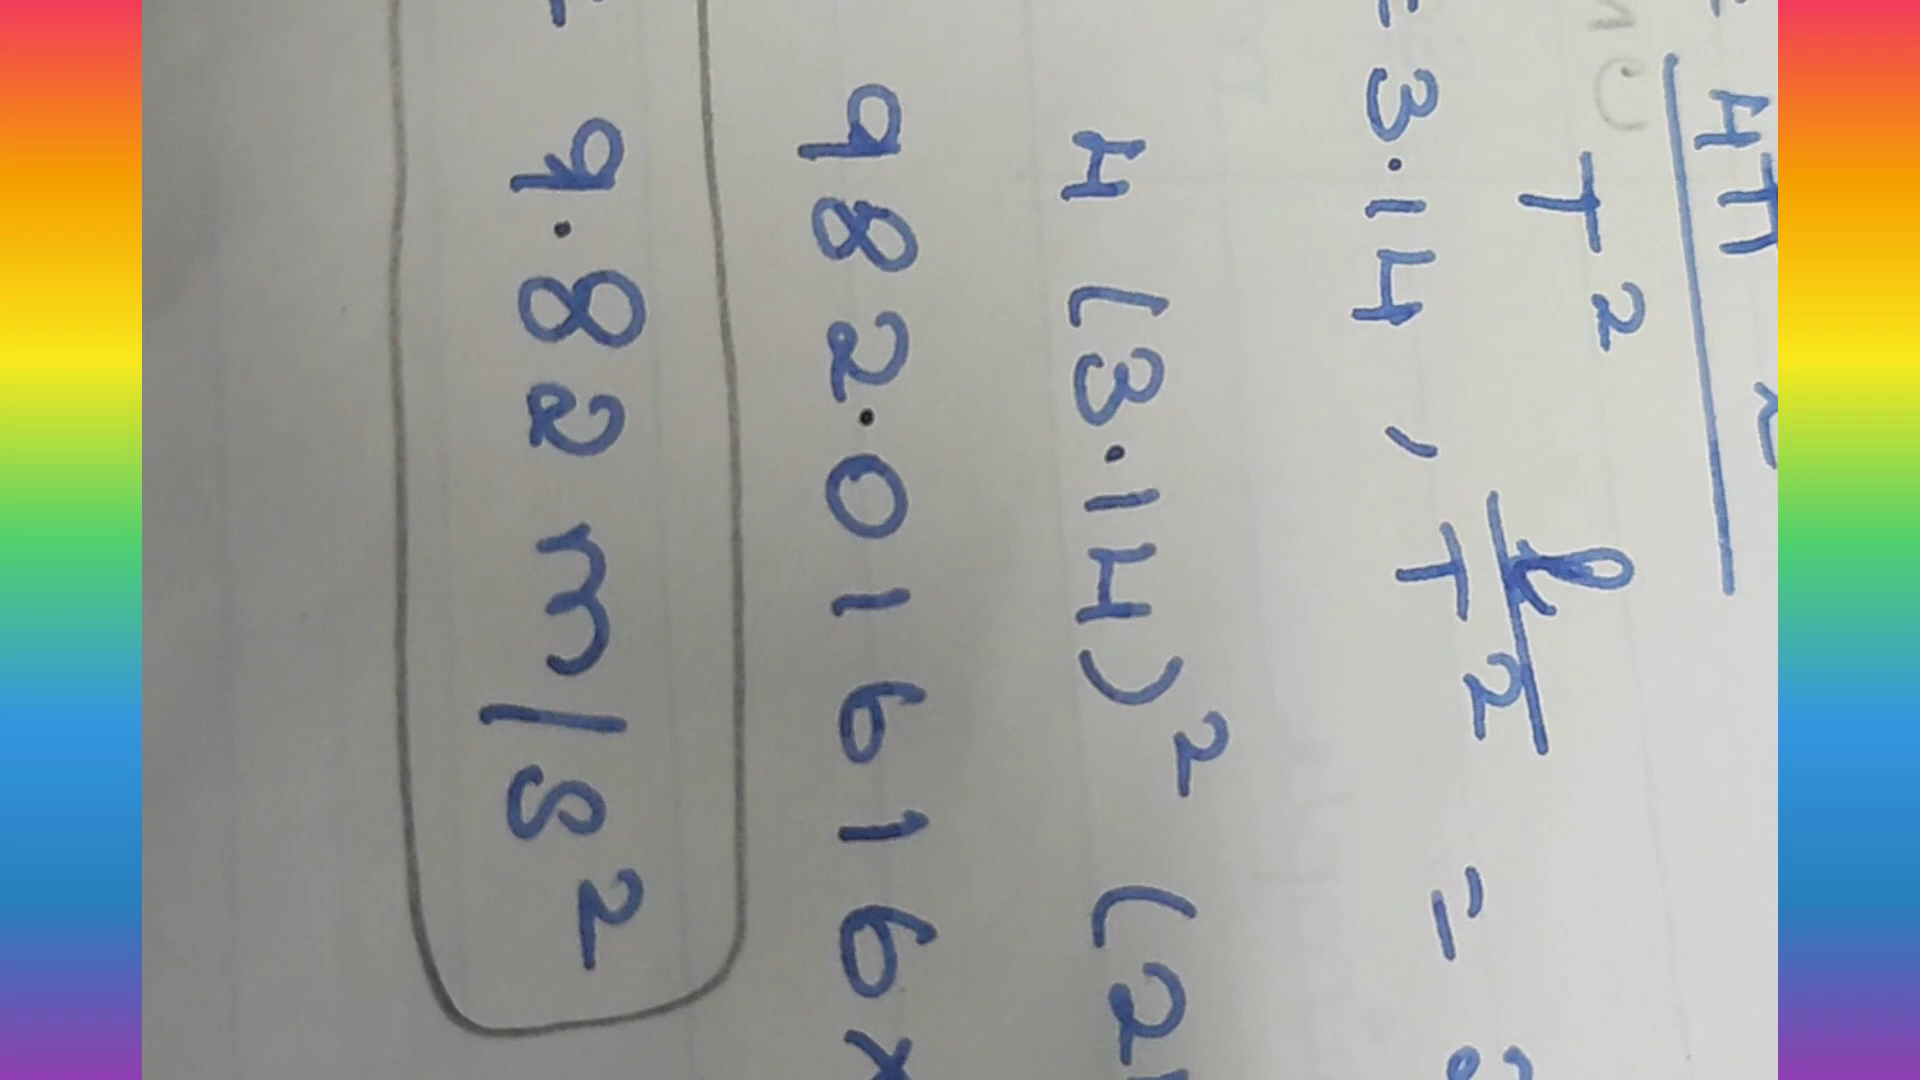 = 4π² l
T²
= 3.14, l/T² =
4 (3.14)² (2
982.01616
= 9.82 m/s²